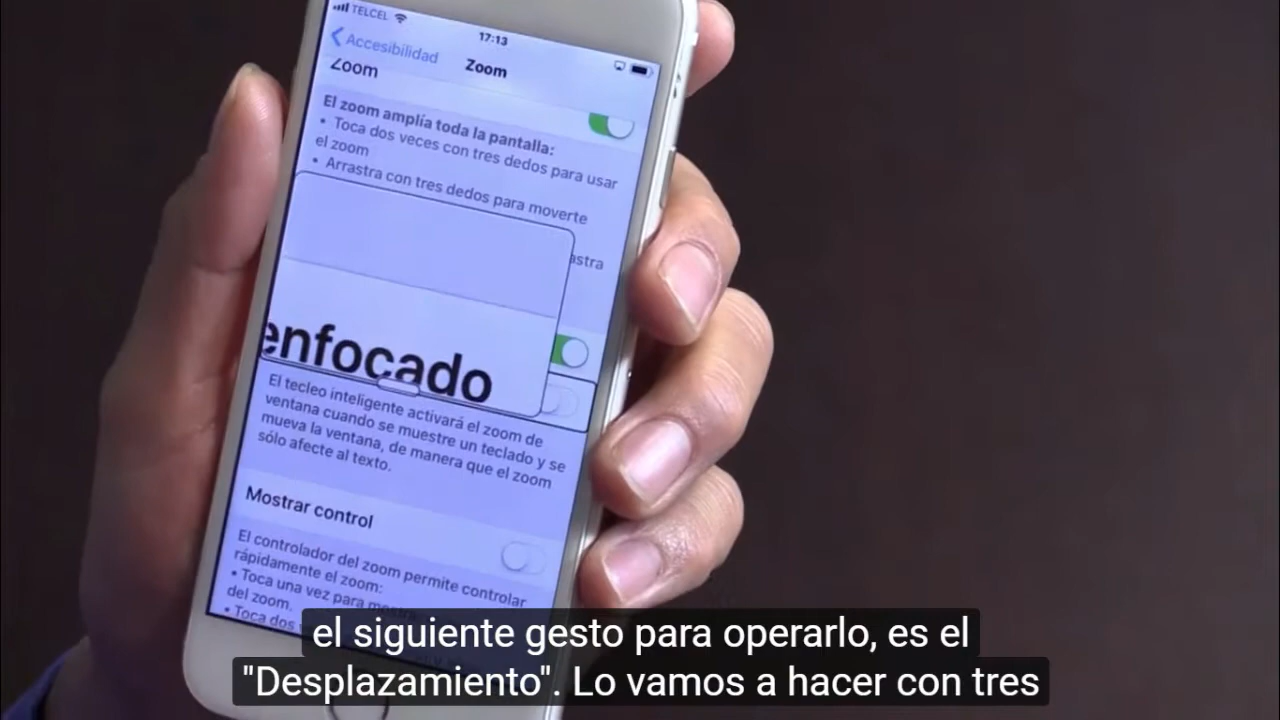 TELCEL
17:13
Accesibilidad
Zoom
Zoom
El zoom amplía toda la pantalla:
• Toca dos veces con tres dedos para usar
el zoom
• Arrastra con tres dedos para moverte
astra
enfocado
El tecleo inteligente activará el zoom de
ventana cuando se muestre un teclado y se
mueva la ventana, de manera que el zoom
sólo afecte al texto.
Mostrar control
El controlador del zoom permite controlar
rápidamente el zoom:
• Toca una vez para
del zoom.
• Toca dos
el siguiente gesto para operarlo, es el
"Desplazamiento". Lo vamos a hacer con tres